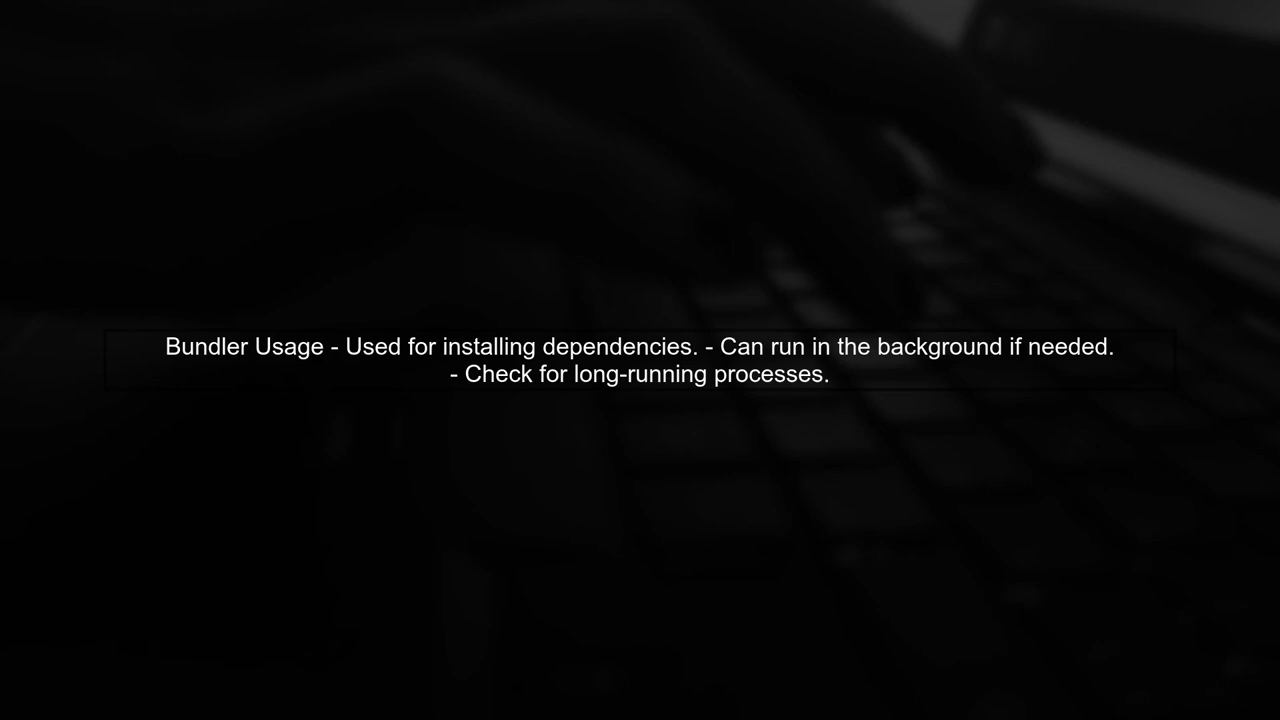 Bundler Usage - Used for installing dependencies. - Can run in the background if needed.
- Check for long-running processes.